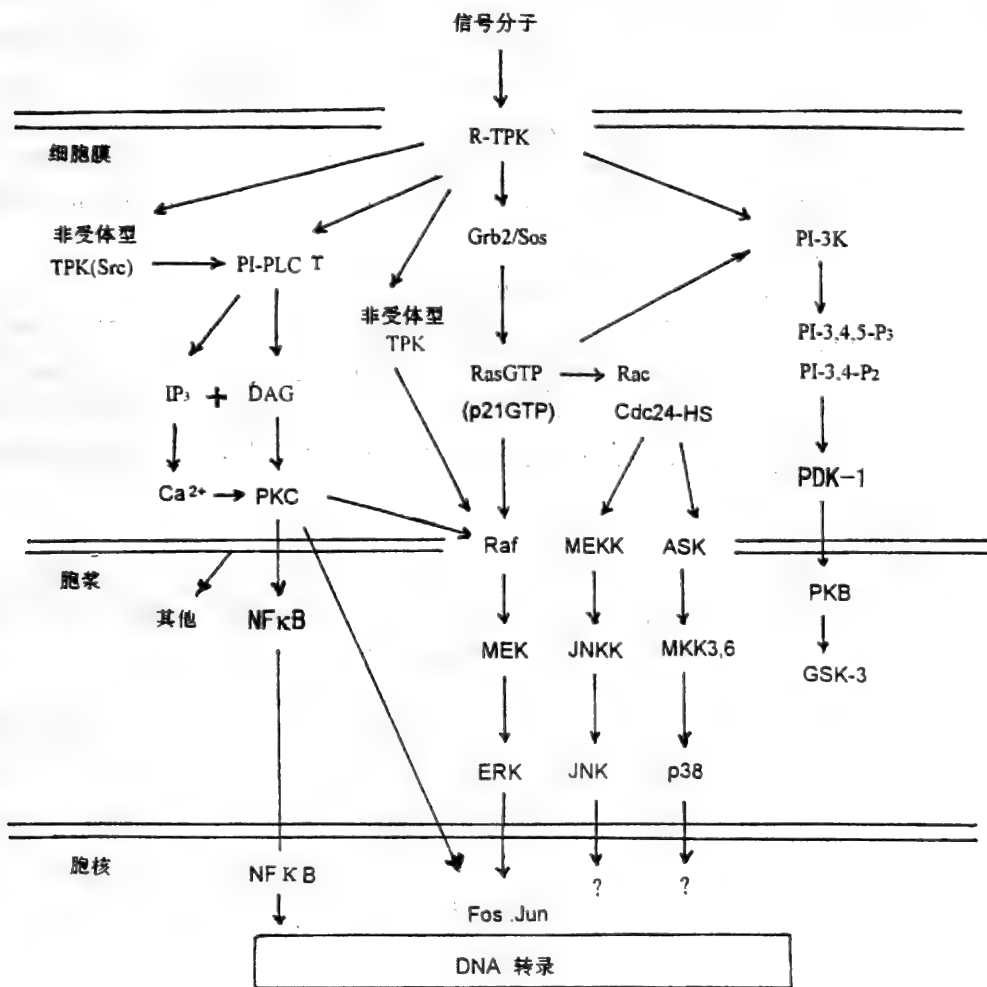 信号分子
R-TPK
细胞膜
非受体型
TPK(Src)
PI-PLC τ
Grb2/Sos
PI-3K
非受体型
TPK
PI-3,4,5-P₃
PI-3,4-P₂
IP₃ + DAG
RasGTP
(p21GTP)
Rac
Cdc24-HS
PDK-1
Ca²⁺
PKC
Raf
MEKK
ASK
胞浆
其他
NFκB
PKB
MEK
JNKK
MKK3,6
GSK-3
ERK
JNK
p38
胞核
NFκB
?
?
Fos .Jun
DNA 转录